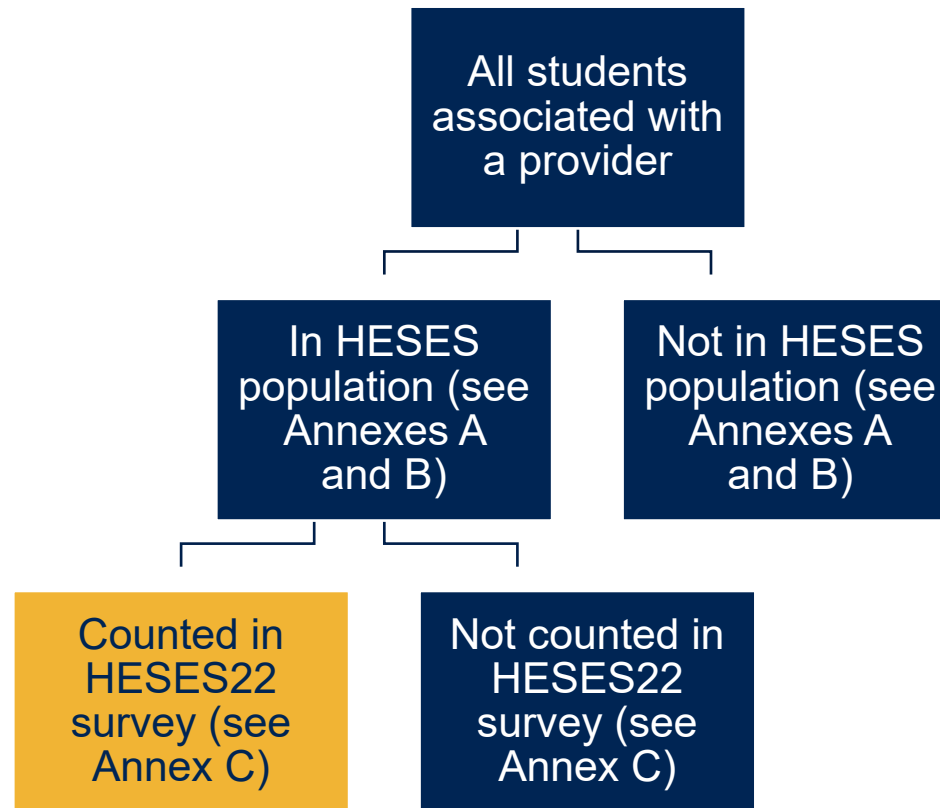 All students
associated with
a provider
In HESES
population (see
Annexes A
and B)
Not in HESES
population (see
Annexes A
and B)
Counted in
HESES22
survey (see
Annex C)
Not counted in
HESES22
survey (see
Annex C)